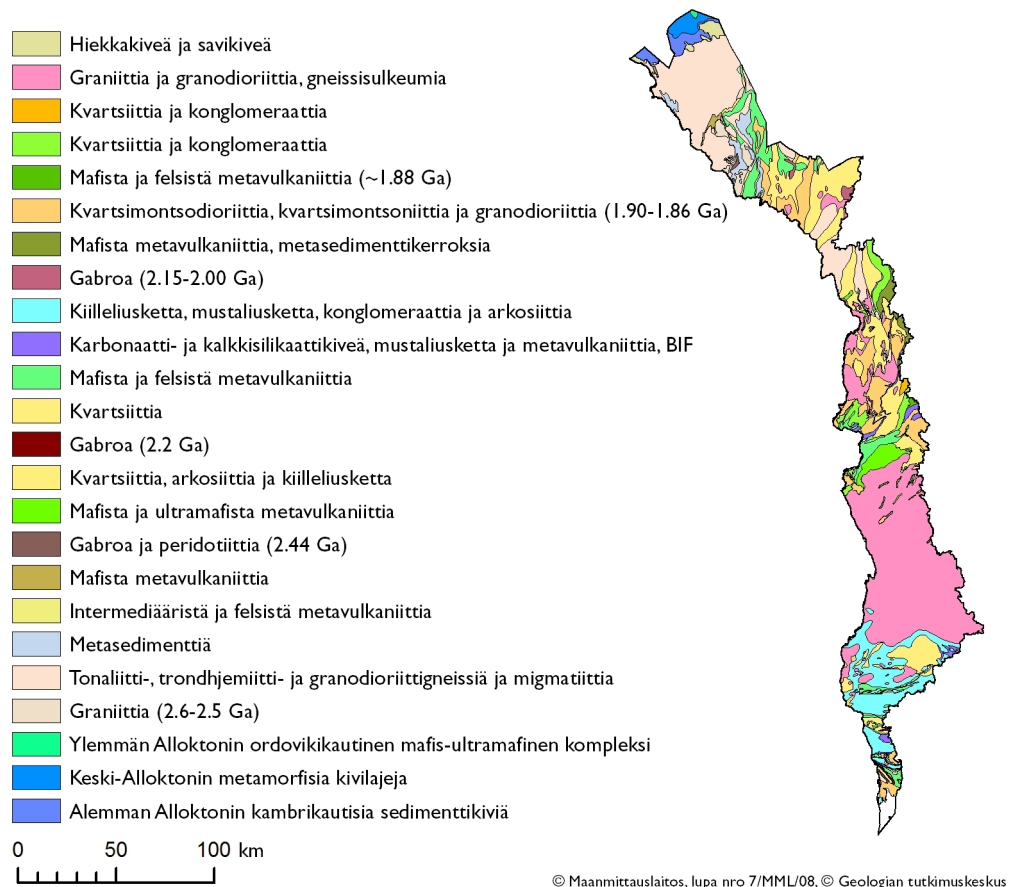 Hiekkakiveä ja savikiveä
Graniittia ja granodioriittia, gneissisulkeumia
Kvartsiittia ja konglomeraattia
Kvartsiittia ja konglomeraattia
Mafista ja felsistä metavulkaniittia (~1.88 Ga)
Kvartsimontsodioriittia, kvartsimontsoniittia ja granodioriittia (1.90-1.86 Ga)
Mafista metavulkaniittia, metasedimenttikerroksia
Gabroa (2.15-2.00 Ga)
Kiilleliusketta, mustaliusketta, konglomeraattia ja arkosiittia
Karbonaatti- ja kalkkisilikaattikiveä, mustaliusketta ja metavulkaniittia, BIF
Mafista ja felsistä metavulkaniittia
Kvartsiittia
Gabroa (2.2 Ga)
Kvartsiittia, arkosiittia ja kiilleliusketta
Mafista ja ultramafista metavulkaniittia
Gabroa ja peridotiittia (2.44 Ga)
Mafista metavulkaniittia
Intermediääristä ja felsistä metavulkaniittia
Metasedimenttiä
Tonaliitti-, trondhjemiitti- ja granodioriittigneissiä ja migmatiittia
Graniittia (2.6-2.5 Ga)
Ylemmän Alloktonin ordovikikautinen mafis-ultramafinen kompleksi
Keski-Alloktonin metamorfisia kivilajeja
Alemman Alloktonin kambrikautisia sedimenttikiviä
0 50 100 km
© Maanmittauslaitos, lupa nro 7/MML/08, © Geologian tutkimuskeskus